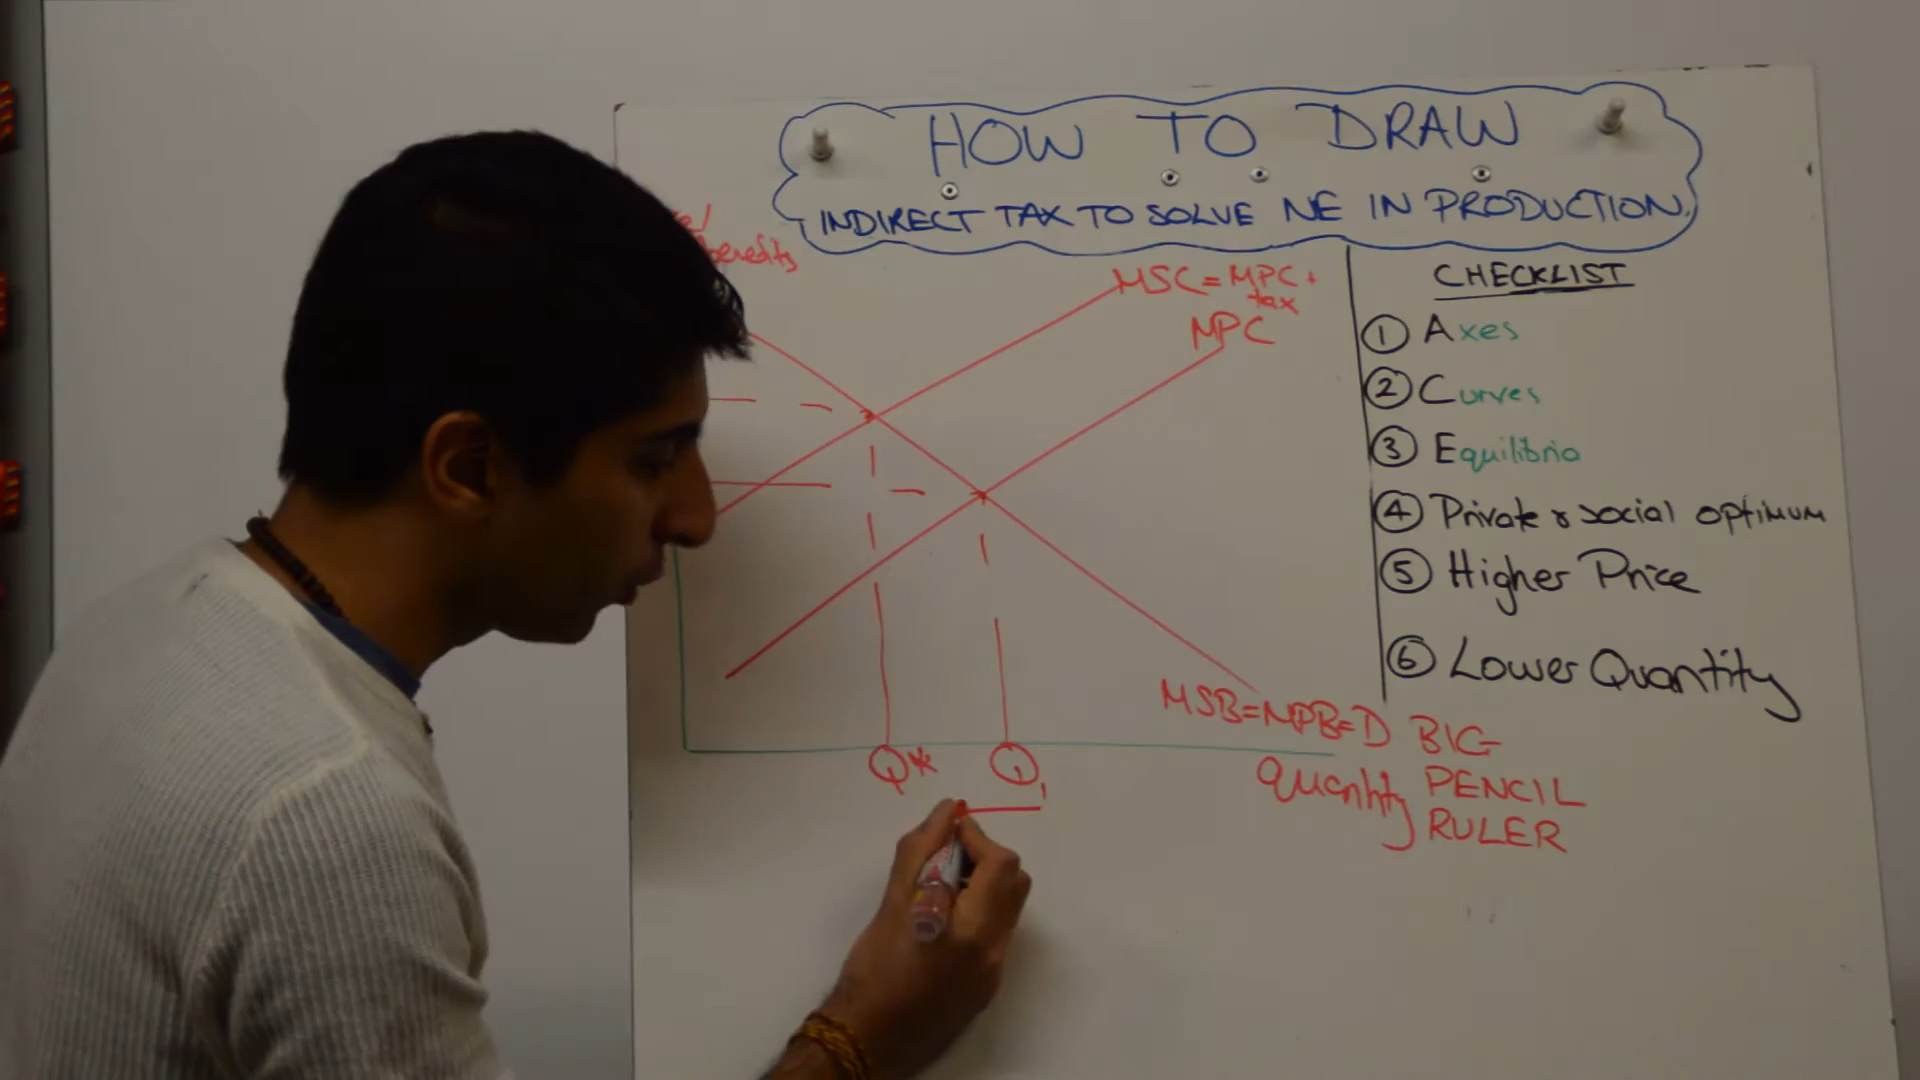 HOW TO DRAW
INDIRECT TAX TO SOLVE NE IN PRODUCTION.
benefits
MSC = MPC +
tax
MPC
CHECKLIST
① Axes
② Curves
③ Equilibria
④ Private & social optimum
⑤ Higher Price
⑥ Lower Quantity
MSB=MPB=D
Q* Q1
quantity
BIG
PENCIL
RULER